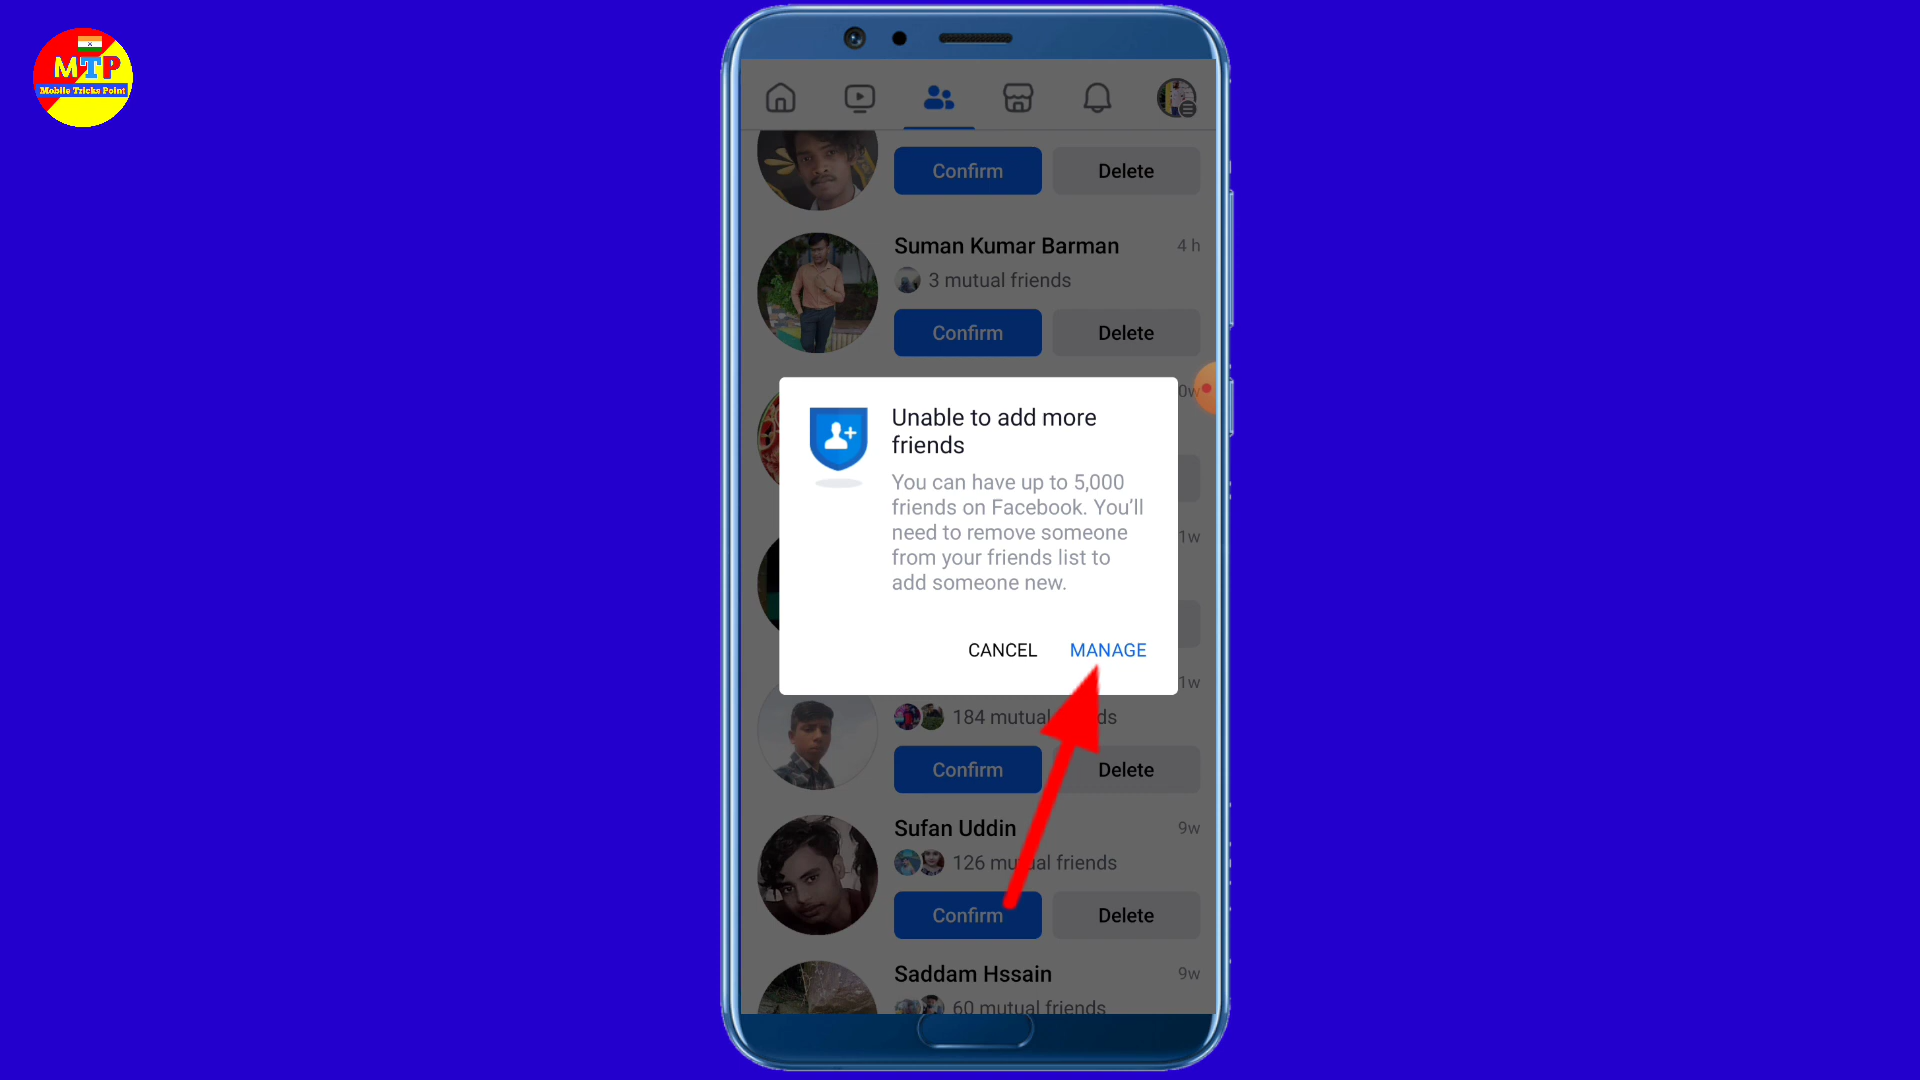 MTP
Mobile Tricks Point
Confirm Delete
Suman Kumar Barman 4 h
3 mutual friends
Confirm Delete
0w
Unable to add more
friends
You can have up to 5,000
friends on Facebook. You’ll
need to remove someone
from your friends list to
add someone new.
1w
CANCEL MANAGE
1w
184 mutual ds
Confirm Delete
Sufan Uddin 9w
126 mutual friends
Confirm Delete
Saddam Hssain 9w
60 mutual friends